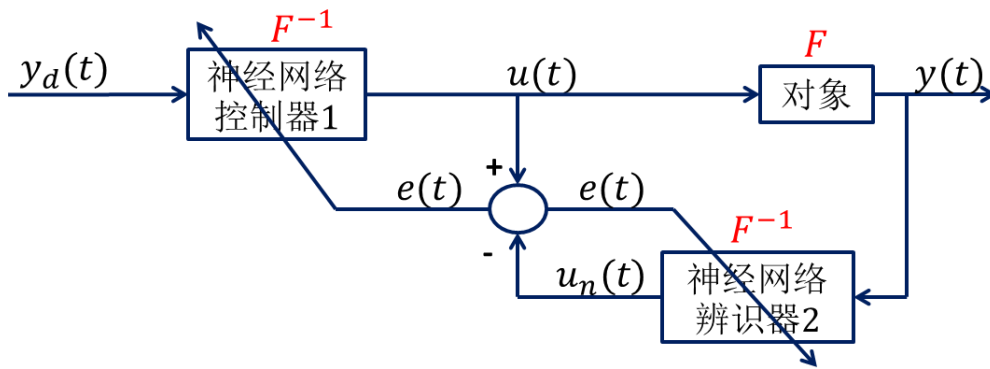 F⁻¹
F
y_d(t)
神经网络
控制器1
u(t)
对象
y(t)
+
e(t)
e(t)
F⁻¹
-
u_n(t)
神经网络
辨识器2